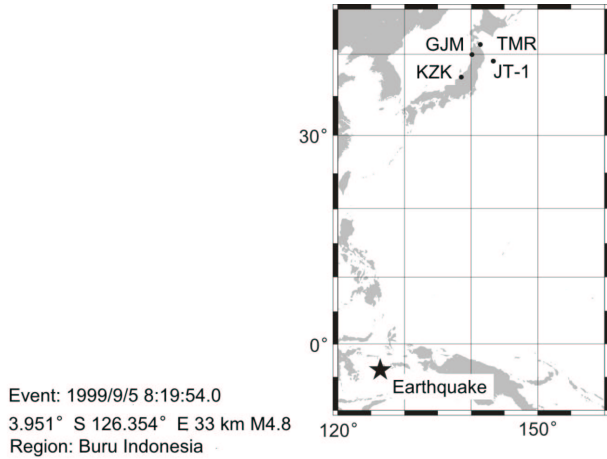 GJM TMR
KZK JT-1
30°
0°
Earthquake
Event: 1999/9/5 8:19:54.0
3.951° S 126.354° E 33 km M4.8
Region: Buru Indonesia
120° 150°